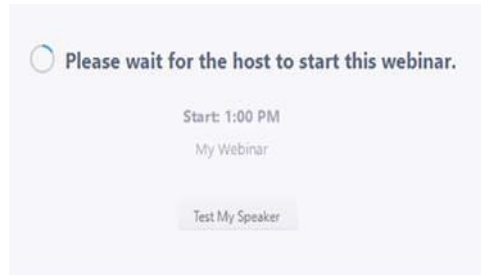 Please wait for the host to start this webinar.
Start: 1:00 PM
My Webinar
Test My Speaker